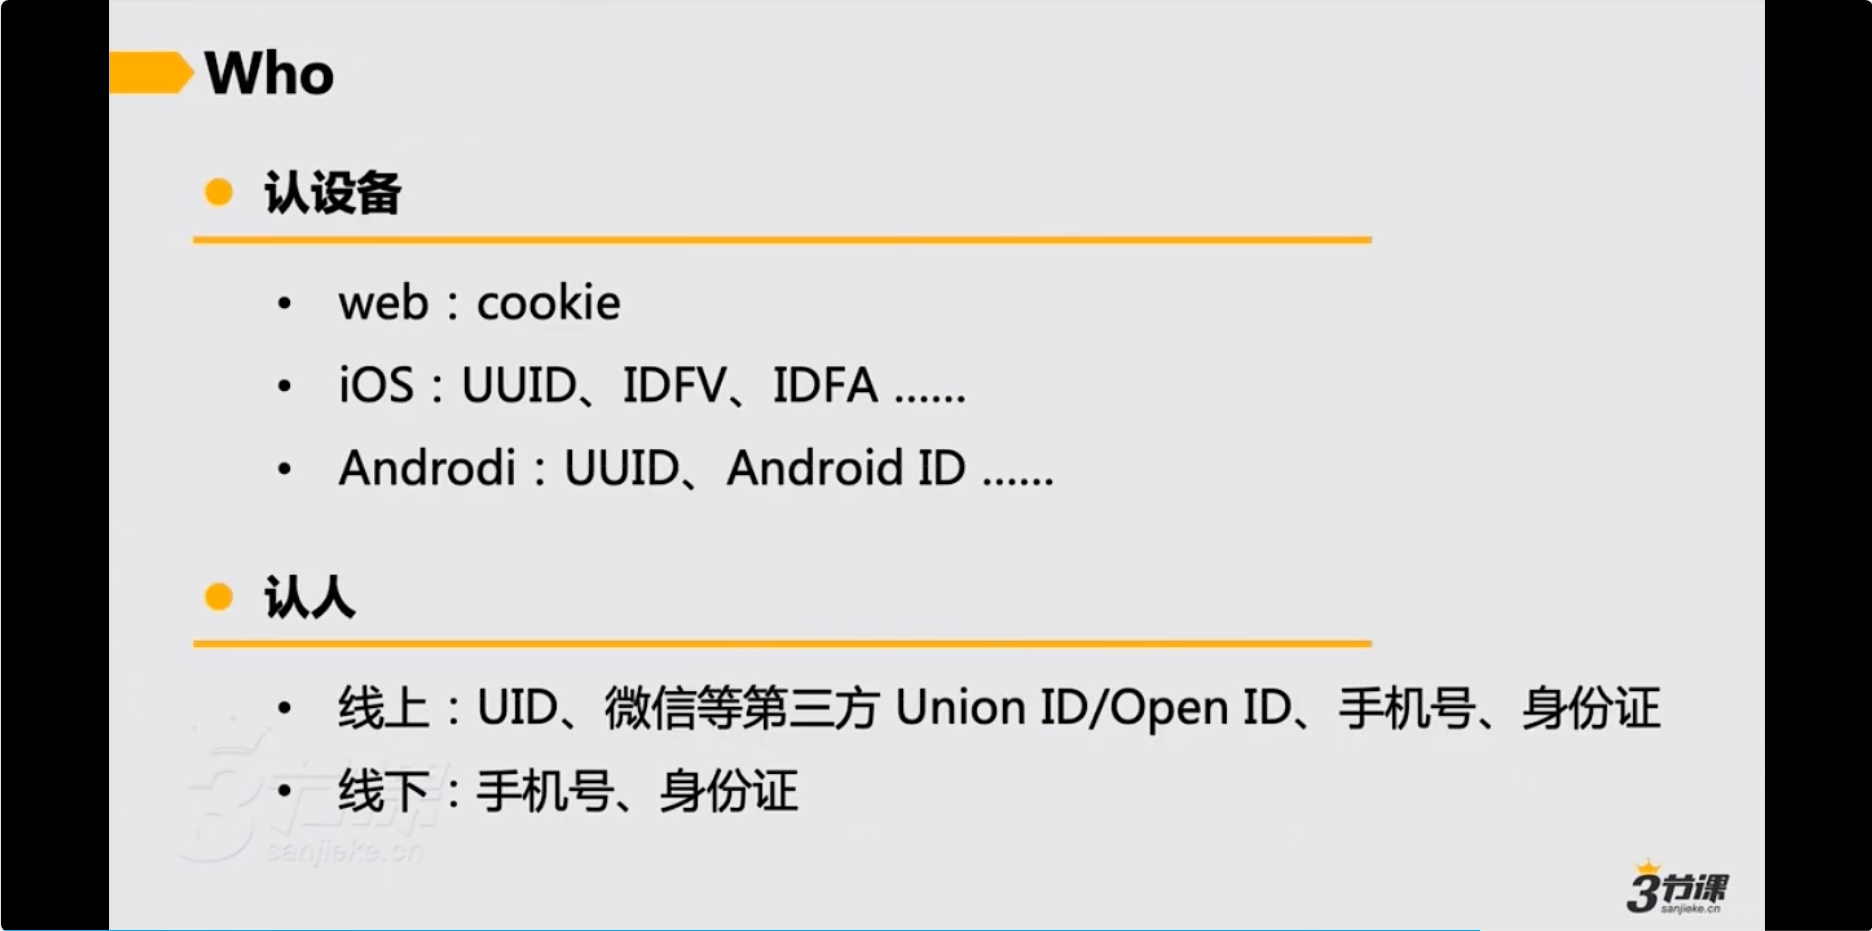 Who
认设备
• web：cookie
• iOS：UUID、IDFV、IDFA ......
• Androdi：UUID、Android ID ......
认人
• 线上：UID、微信等第三方 Union ID/Open ID、手机号、身份证
• 线下：手机号、身份证
3节课
sanjieke.cn
3节课
sanjieke.cn